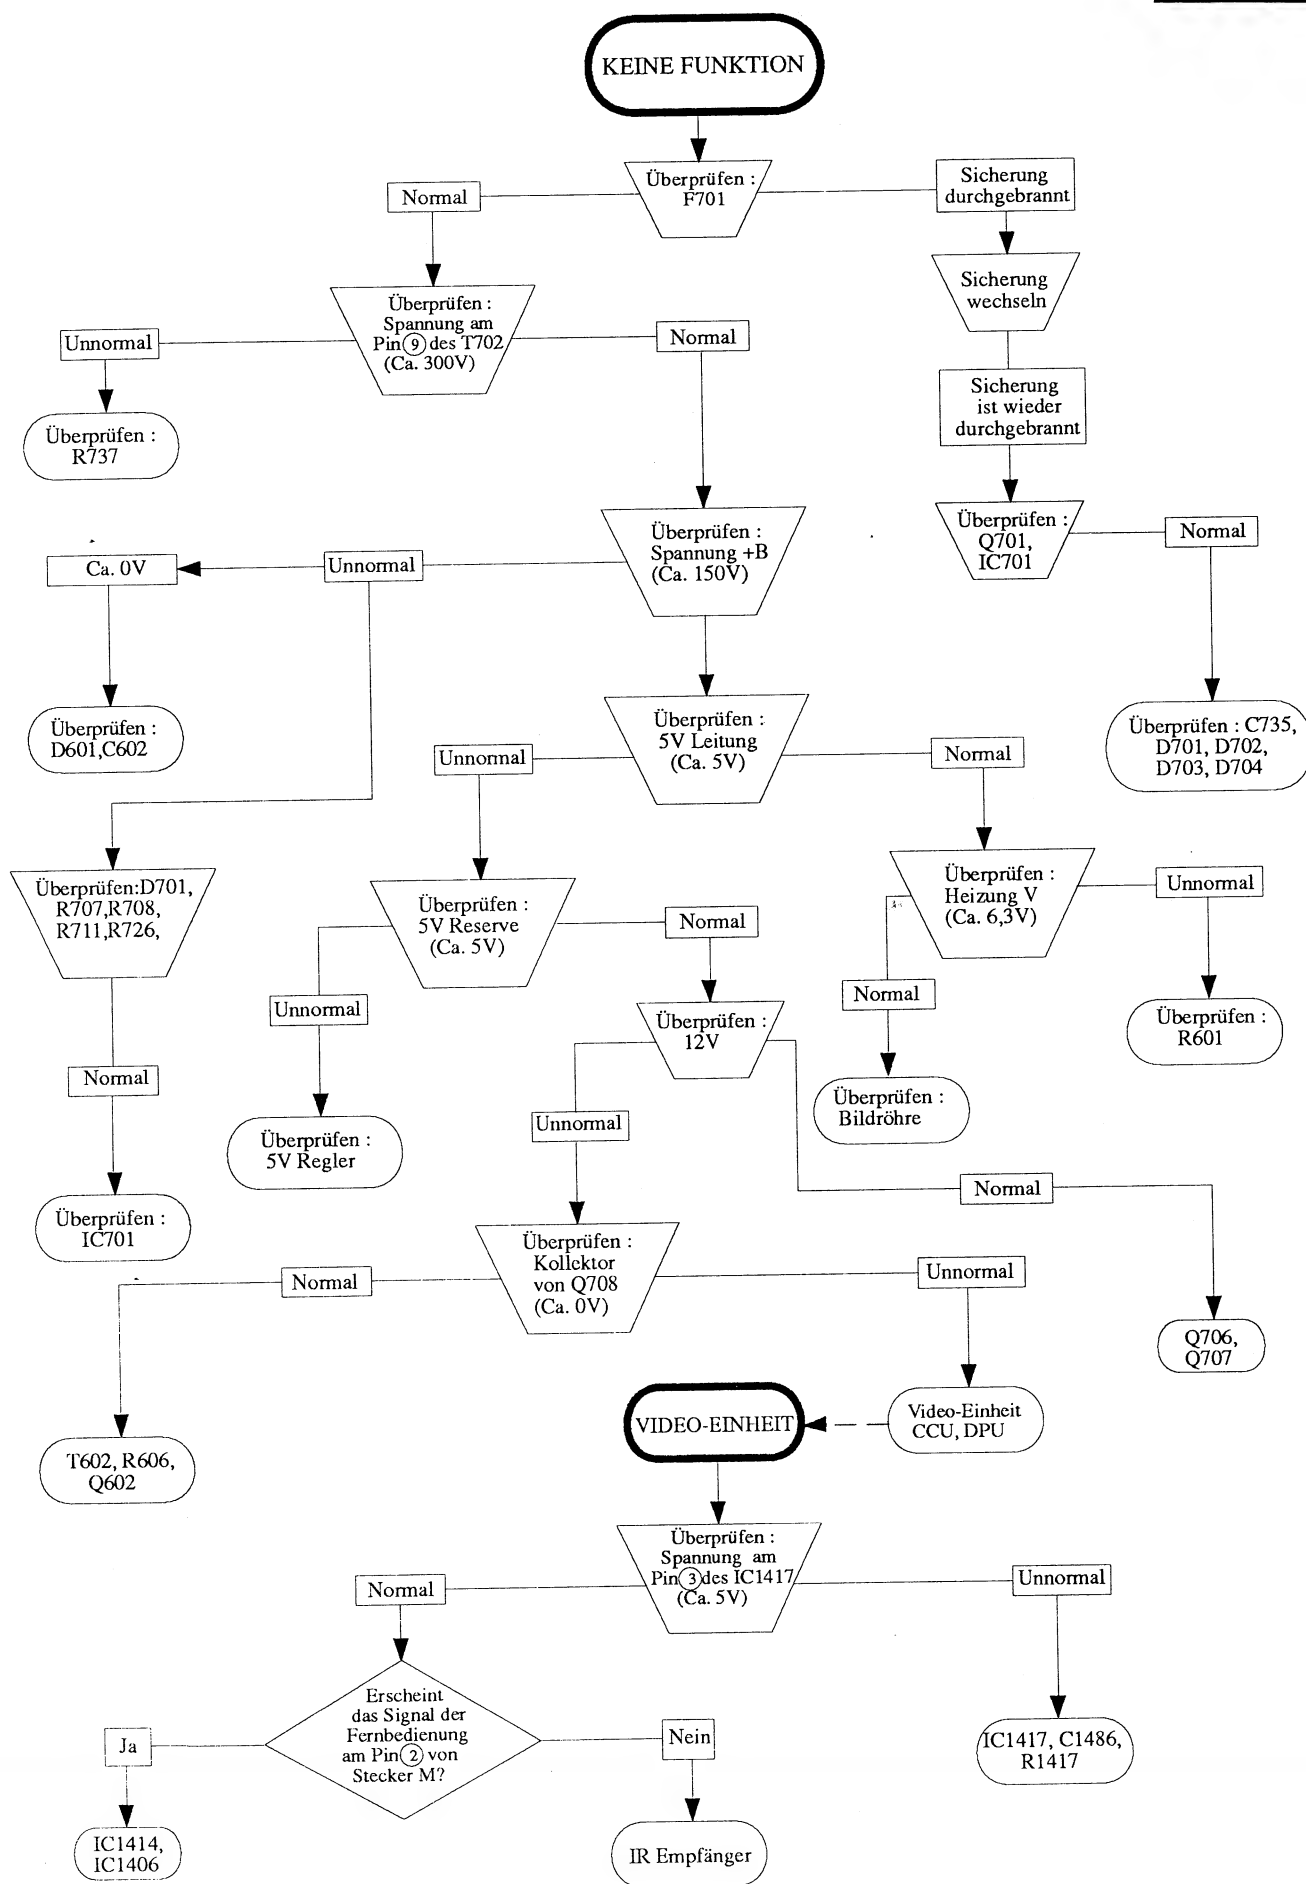 KEINE FUNKTION
Überprüfen :
F701
Normal
Sicherung
durchgebrannt
Überprüfen :
Spannung am
Pin 9 des T702
(Ca. 300V)
Sicherung
wechseln
Unnormal
Normal
Sicherung
ist wieder
durchgebrannt
Überprüfen :
R737
Überprüfen :
Spannung +B
(Ca. 150V)
Überprüfen :
Q701,
IC701
Normal
Ca. 0V
Unnormal
Überprüfen :
D601,C602
Überprüfen :
5V Leitung
(Ca. 5V)
Überprüfen : C735,
D701, D702,
D703, D704
Unnormal
Normal
Überprüfen:D701,
R707,R708,
R711,R726,
Überprüfen :
5V Reserve
(Ca. 5V)
Überprüfen :
Heizung V
(Ca. 6,3V)
Unnormal
Normal
Unnormal
Normal
Überprüfen :
12V
Überprüfen :
R601
Normal
Überprüfen :
Bildröhre
Überprüfen :
5V Regler
Unnormal
Normal
Überprüfen :
IC701
Überprüfen :
Kollektor
von Q708
(Ca. 0V)
Normal
Unnormal
Q706,
Q707
VIDEO-EINHEIT
Video-Einheit
CCU, DPU
T602, R606,
Q602
Überprüfen :
Spannung am
Pin 3 des IC1417
(Ca. 5V)
Normal
Unnormal
Erscheint
das Signal der
Fernbedienung
am Pin 2 von
Stecker M?
Ja
Nein
IC1417, C1486,
R1417
IC1414,
IC1406
IR Empfänger